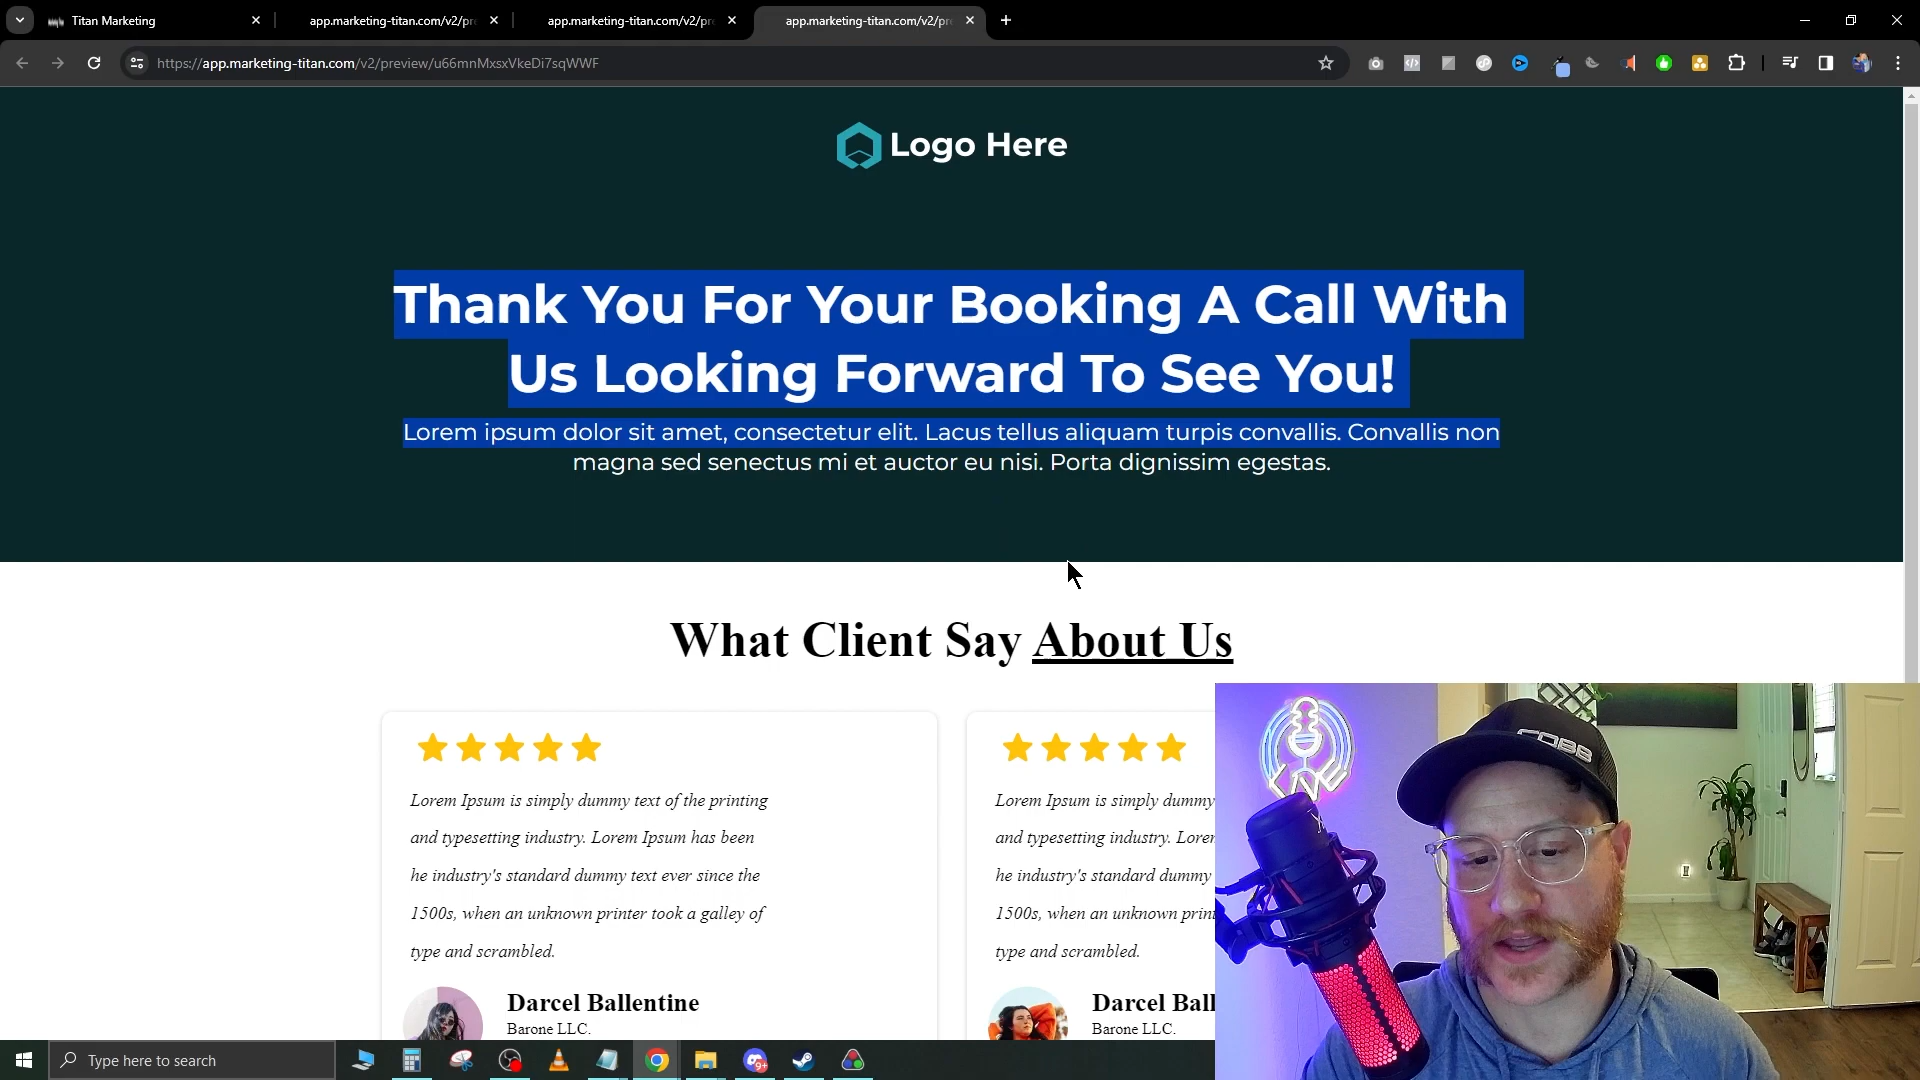 Titan Marketing
app.marketing-titan.com/v2/pr
app.marketing-titan.com/v2/pr
app.marketing-titan.com/v2/pr
https://app.marketing-titan.com/v2/preview/u66mnMxsxVkeDi7sqWWF
Logo Here
Thank You For Your Booking A Call With
Us Looking Forward To See You!
Lorem ipsum dolor sit amet, consectetur elit. Lacus tellus aliquam turpis convallis. Convallis non
magna sed senectus mi et auctor eu nisi. Porta dignissim egestas.
What Client Say About Us
Lorem Ipsum is simply dummy text of the printing
and typesetting industry. Lorem Ipsum has been
he industry's standard dummy text ever since the
1500s, when an unknown printer took a galley of
type and scrambled.
Darcel Ballentine
Barone LLC.
Lorem Ipsum is simply dummy
and typesetting industry. Lorem
he industry's standard dummy
1500s, when an unknown print
type and scrambled.
Darcel Ball
Barone LLC.
COBB
Type here to search
9+